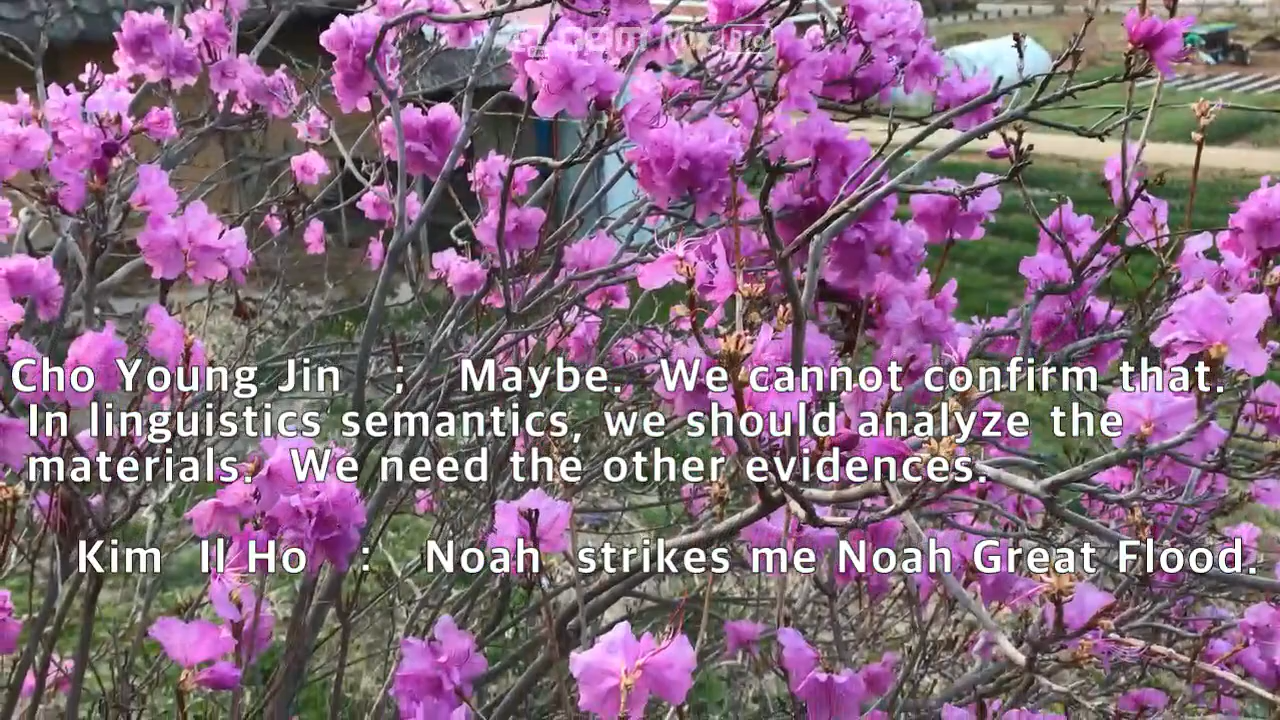 Cho Young Jin ; Maybe. We cannot confirm that.
In linguistics semantics, we should analyze the
materials. We need the other evidences.
Kim Il Ho : Noah strikes me Noah Great Flood.